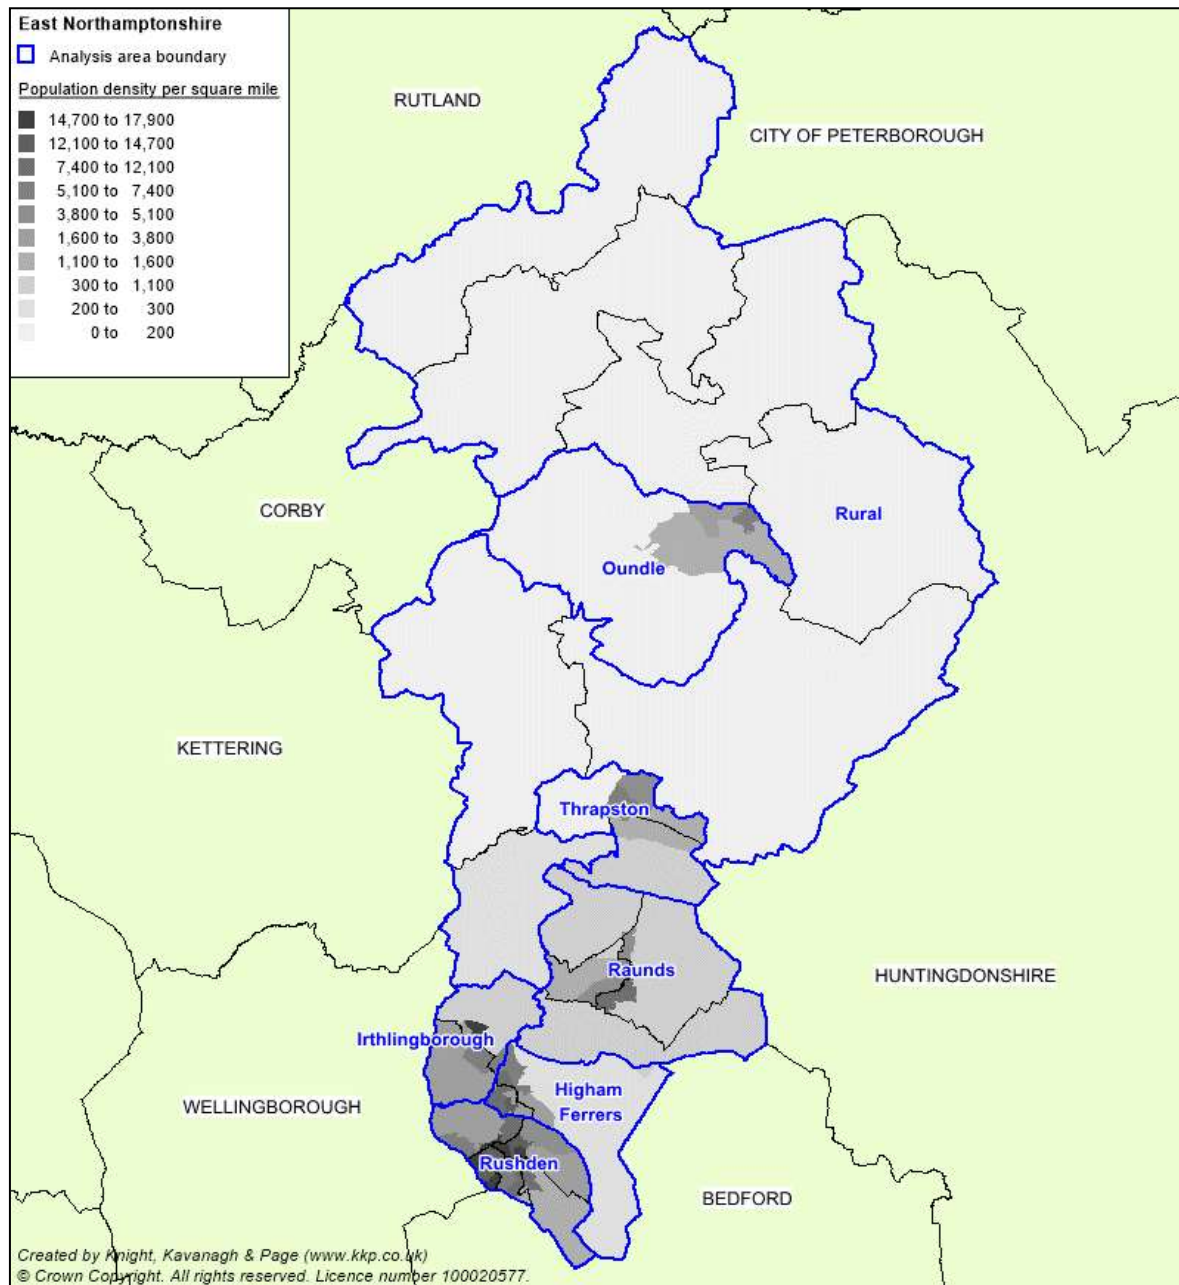 East Northamptonshire
Analysis area boundary
Population density per square mile
14,700 to 17,900
12,100 to 14,700
7,400 to 12,100
5,100 to 7,400
3,800 to 5,100
1,600 to 3,800
1,100 to 1,600
300 to 1,100
200 to 300
0 to 200
RUTLAND
CITY OF PETERBOROUGH
CORBY
Rural
Oundle
KETTERING
Thrapston
Raunds
HUNTINGDONSHIRE
Irthlingborough
Higham
Ferrers
WELLINGBOROUGH
Rushden
BEDFORD
Created by Knight, Kavanagh & Page (www.kkp.co.uk)
© Crown Copyright. All rights reserved. Licence number 100020577.